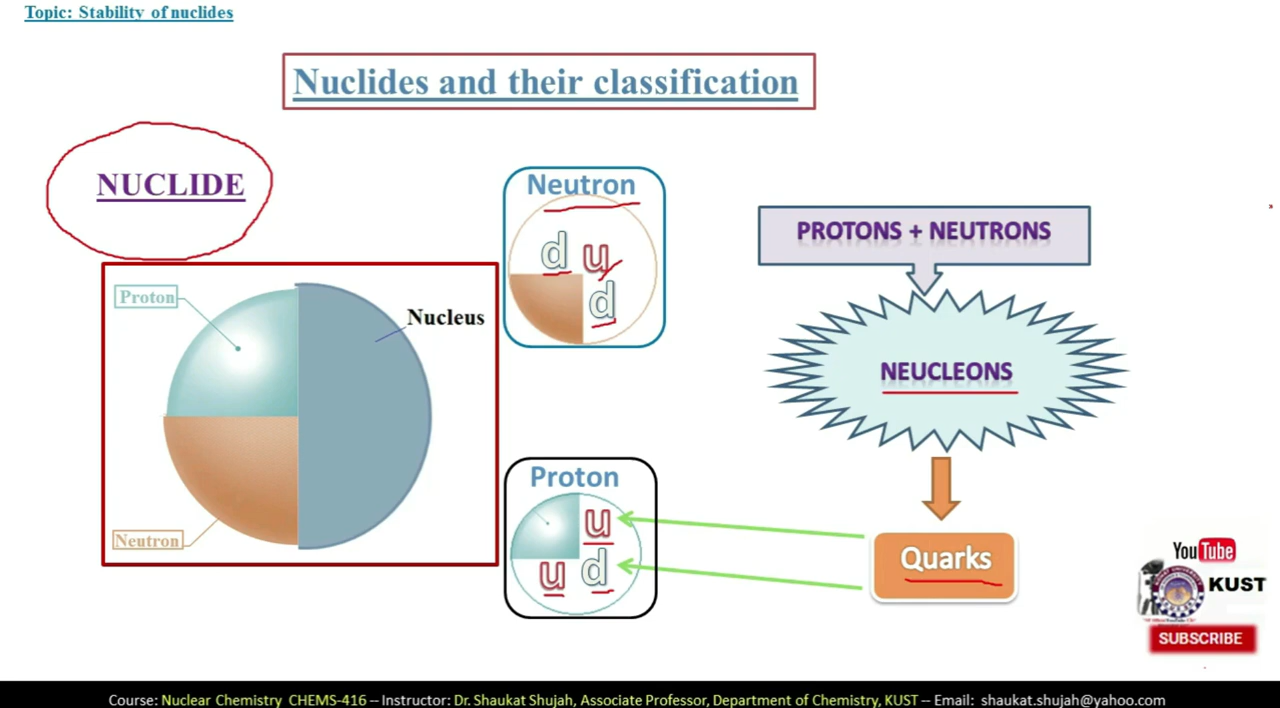 Topic: Stability of nuclides
Nuclides and their classification
NUCLIDE
Proton
Nucleus
Neutron
Neutron
d u
d
Proton
u
u d
PROTONS + NEUTRONS
NEUCLEONS
Quarks
YouTube
KUST
SUBSCRIBE
Course: Nuclear Chemistry CHEMS-416 -- Instructor: Dr. Shaukat Shujah, Associate Professor, Department of Chemistry, KUST -- Email: shaukat.shujah@yahoo.com